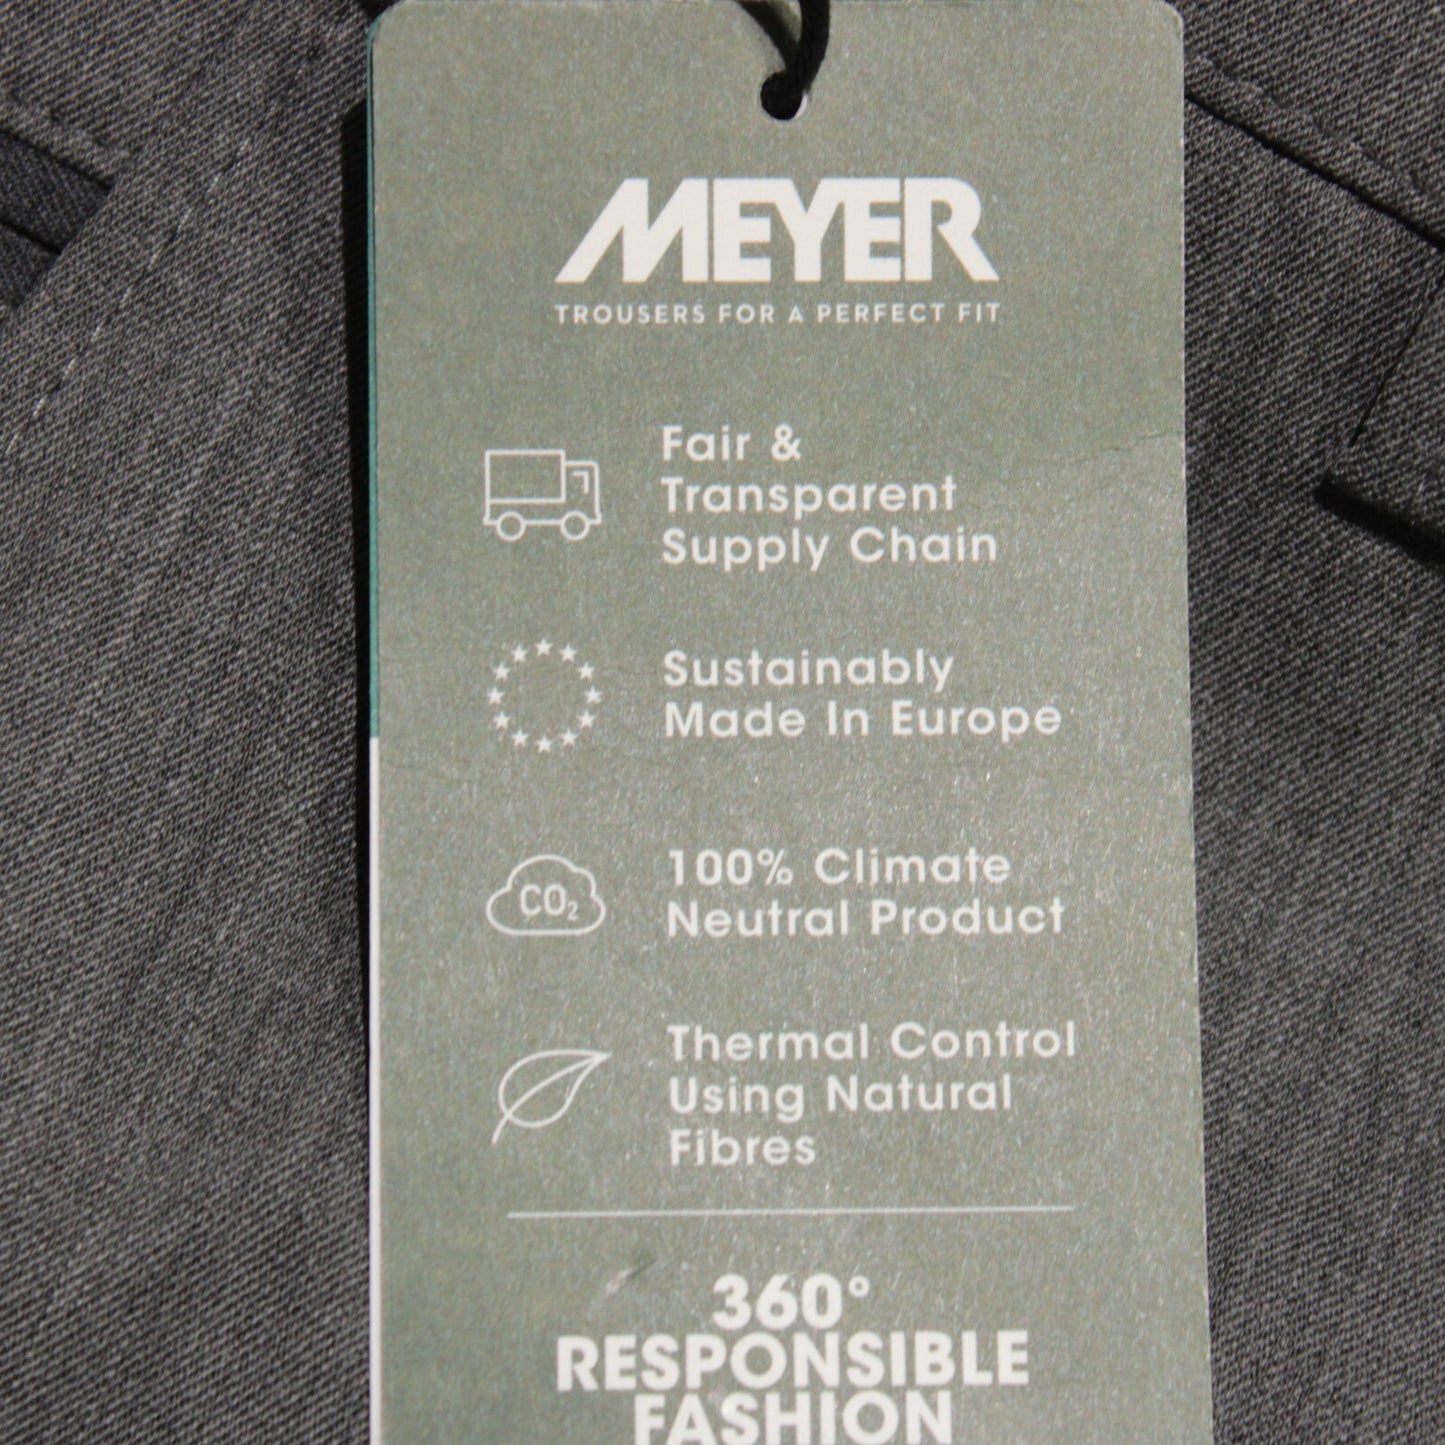 MEYER
TROUSERS FOR A PERFECT FIT
Fair &
Transparent
Supply Chain
Sustainably
Made In Europe
CO₂
100% Climate
Neutral Product
Thermal Control
Using Natural
Fibres
360°
RESPONSIBLE
FASHION